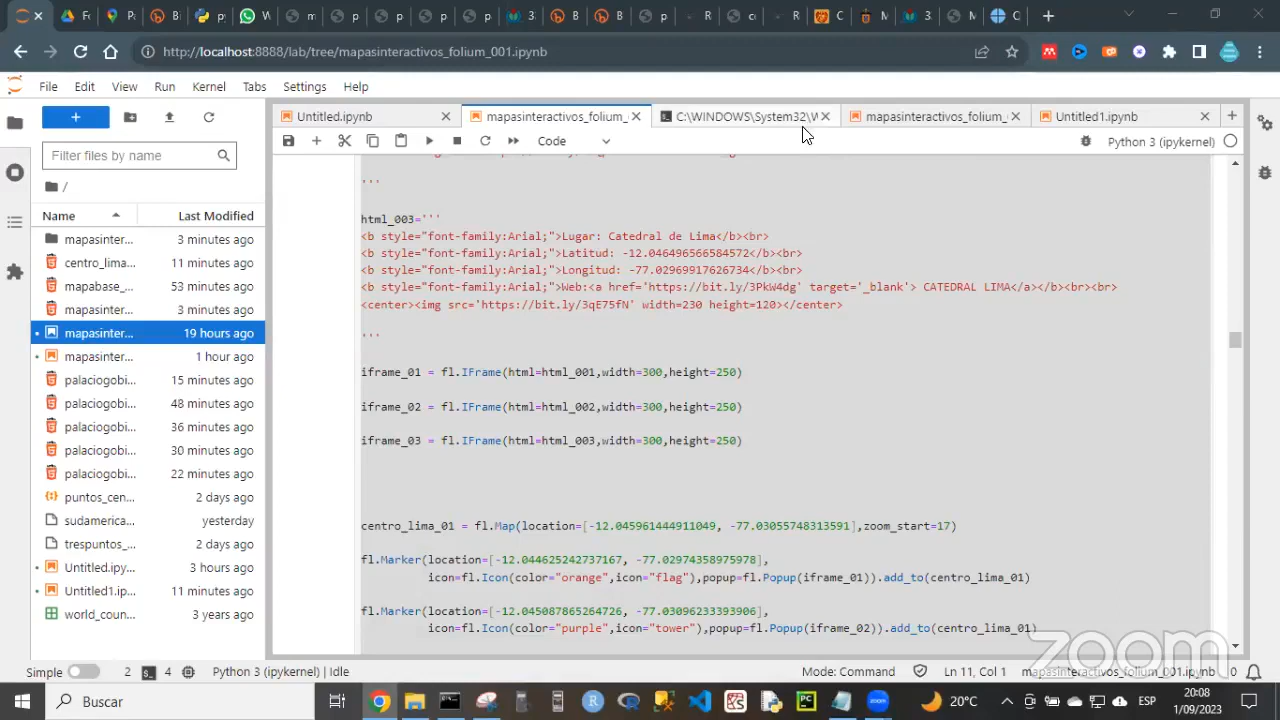 http://localhost:8888/lab/tree/mapasinteractivos_folium_001.ipynb
File Edit View Run Kernel Tabs Settings Help
Untitled.ipynb
mapasinteractivos_folium_
C:\WINDOWS\System32\W
mapasinteractivos_folium_
Untitled1.ipynb
Code
Python 3 (ipykernel)
Filter files by name
/
Name Last Modified
mapasinter... 3 minutes ago
centro_lima... 11 minutes ago
mapabase_... 53 minutes ago
mapasinter... 3 minutes ago
mapasinter... 19 hours ago
mapasinter... 1 hour ago
palaciogobi... 15 minutes ago
palaciogobi... 48 minutes ago
palaciogobi... 36 minutes ago
palaciogobi... 30 minutes ago
palaciogobi... 22 minutes ago
puntos_cen... 2 days ago
sudamerica... yesterday
trespuntos_... 2 days ago
Untitled.ipy... 3 hours ago
Untitled1.ip... 11 minutes ago
world_coun... 3 years ago
'''
html_003='''
<b style="font-family:Arial;">Lugar: Catedral de Lima</b><br>
<b style="font-family:Arial;">Latitud: -12.046496566584572</b><br>
<b style="font-family:Arial;">Longitud: -77.02969917626734</b><br>
<b style="font-family:Arial;">Web:<a href='https://bit.ly/3PkW4dg' target='_blank'> CATEDRAL LIMA</a></b><br><br>
<center><img src='https://bit.ly/3qE75fN' width=230 height=120></center>
'''
iframe_01 = fl.IFrame(html=html_001,width=300,height=250)
iframe_02 = fl.IFrame(html=html_002,width=300,height=250)
iframe_03 = fl.IFrame(html=html_003,width=300,height=250)
centro_lima_01 = fl.Map(location=[-12.045961444911049, -77.03055748313591],zoom_start=17)
fl.Marker(location=[-12.044625242737167, -77.02974358975978],
icon=fl.Icon(color="orange",icon="flag"),popup=fl.Popup(iframe_01)).add_to(centro_lima_01)
fl.Marker(location=[-12.045087865264726, -77.03096233393906],
icon=fl.Icon(color="purple",icon="tower"),popup=fl.Popup(iframe_02)).add_to(centro_lima_01)
zoom
Simple 2 4 Python 3 (ipykernel) | Idle Mode: Command Ln 11, Col 1 mapasinteractivos_folium_001.ipynb 0
Buscar
20°C
ESP
20:08
1/09/2023